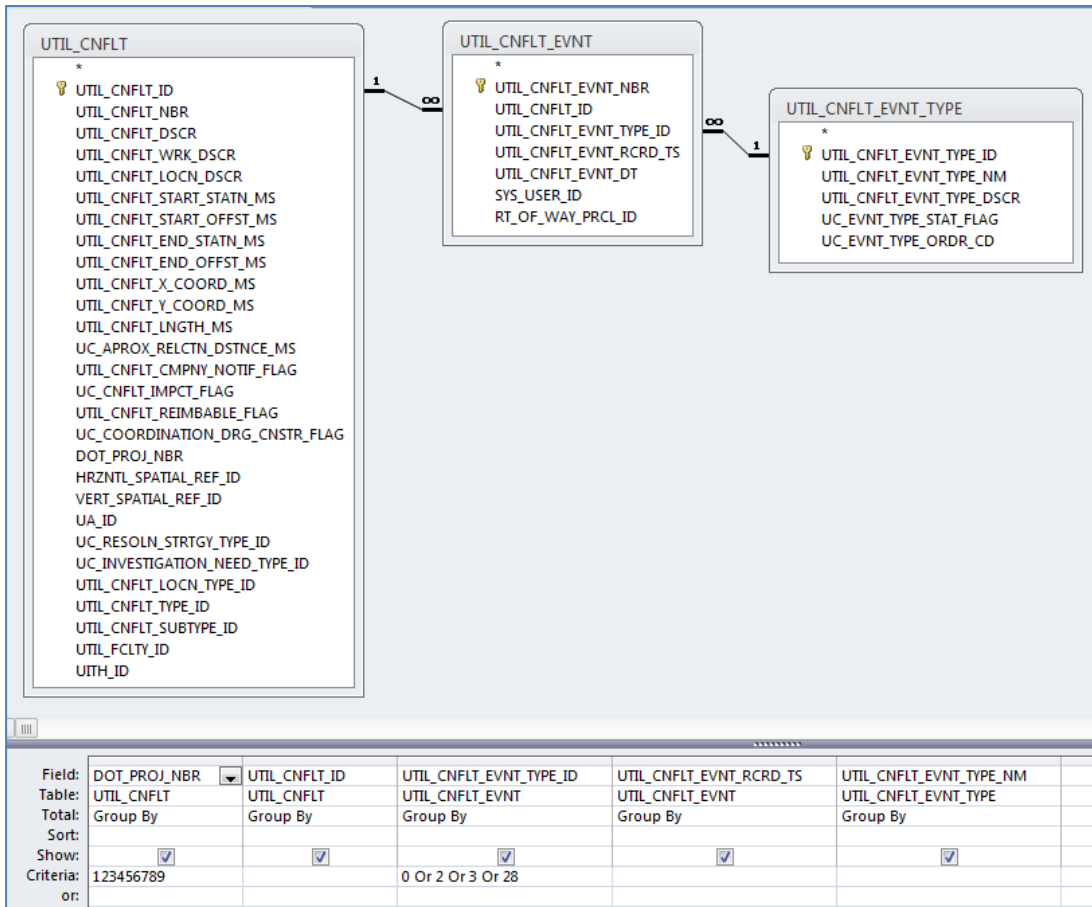 UTIL_CNFLT
*
UTIL_CNFLT_ID
UTIL_CNFLT_NBR
UTIL_CNFLT_DSCR
UTIL_CNFLT_WRK_DSCR
UTIL_CNFLT_LOCN_DSCR
UTIL_CNFLT_START_STATN_MS
UTIL_CNFLT_START_OFFST_MS
UTIL_CNFLT_END_STATN_MS
UTIL_CNFLT_END_OFFST_MS
UTIL_CNFLT_X_COORD_MS
UTIL_CNFLT_Y_COORD_MS
UTIL_CNFLT_LNGTH_MS
UC_APROX_RELCTN_DSTNCE_MS
UTIL_CNFLT_CMPNY_NOTIF_FLAG
UC_CNFLT_IMPCT_FLAG
UTIL_CNFLT_REIMBABLE_FLAG
UC_COORDINATION_DRG_CNSTR_FLAG
DOT_PROJ_NBR
HRZNTL_SPATIAL_REF_ID
VERT_SPATIAL_REF_ID
UA_ID
UC_RESOLN_STRTGY_TYPE_ID
UC_INVESTIGATION_NEED_TYPE_ID
UTIL_CNFLT_LOCN_TYPE_ID
UTIL_CNFLT_TYPE_ID
UTIL_CNFLT_SUBTYPE_ID
UTIL_FCLTY_ID
UITH_ID
1
∞
UTIL_CNFLT_EVNT
*
UTIL_CNFLT_EVNT_NBR
UTIL_CNFLT_ID
UTIL_CNFLT_EVNT_TYPE_ID
UTIL_CNFLT_EVNT_RCRD_TS
UTIL_CNFLT_EVNT_DT
SYS_USER_ID
RT_OF_WAY_PRCL_ID
∞
1
UTIL_CNFLT_EVNT_TYPE
*
UTIL_CNFLT_EVNT_TYPE_ID
UTIL_CNFLT_EVNT_TYPE_NM
UTIL_CNFLT_EVNT_TYPE_DSCR
UC_EVNT_TYPE_STAT_FLAG
UC_EVNT_TYPE_ORDR_CD
Field: DOT_PROJ_NBR UTIL_CNFLT_ID UTIL_CNFLT_EVNT_TYPE_ID UTIL_CNFLT_EVNT_RCRD_TS UTIL_CNFLT_EVNT_TYPE_NM
Table: UTIL_CNFLT UTIL_CNFLT UTIL_CNFLT_EVNT UTIL_CNFLT_EVNT UTIL_CNFLT_EVNT_TYPE
Total: Group By Group By Group By Group By Group By
Sort:
Show:
Criteria: 123456789 0 Or 2 Or 3 Or 28
or: